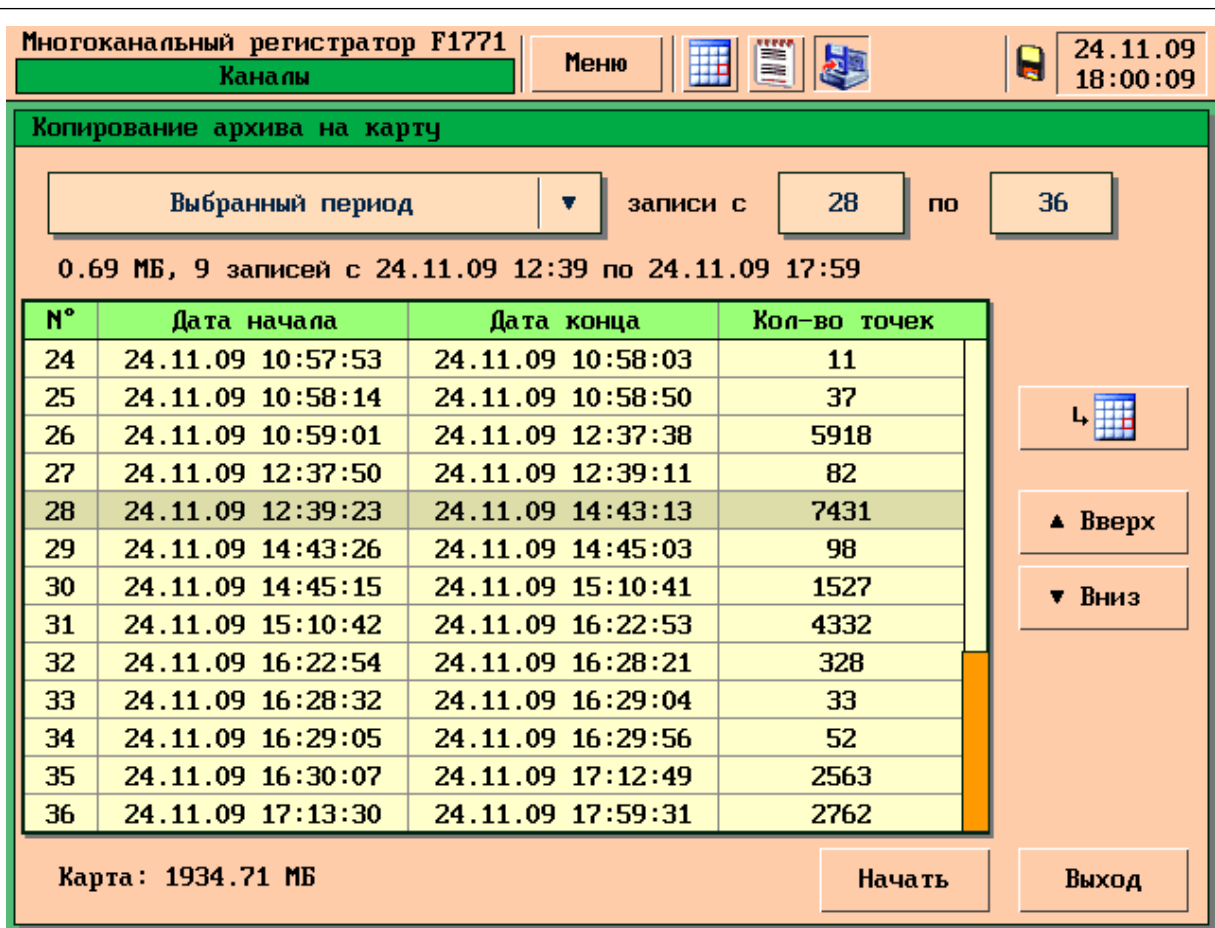 Многоканальный регистратор F1771
Каналы
Меню
24.11.09
18:00:09
Копирование архива на карту
Выбранный период ▼ записи с 28 по 36
0.69 МБ, 9 записей с 24.11.09 12:39 по 24.11.09 17:59
N° Дата начала Дата конца Кол-во точек
24 24.11.09 10:57:53 24.11.09 10:58:03 11
25 24.11.09 10:58:14 24.11.09 10:58:50 37
26 24.11.09 10:59:01 24.11.09 12:37:38 5918
27 24.11.09 12:37:50 24.11.09 12:39:11 82
28 24.11.09 12:39:23 24.11.09 14:43:13 7431
29 24.11.09 14:43:26 24.11.09 14:45:03 98
30 24.11.09 14:45:15 24.11.09 15:10:41 1527
31 24.11.09 15:10:42 24.11.09 16:22:53 4332
32 24.11.09 16:22:54 24.11.09 16:28:21 328
33 24.11.09 16:28:32 24.11.09 16:29:04 33
34 24.11.09 16:29:05 24.11.09 16:29:56 52
35 24.11.09 16:30:07 24.11.09 17:12:49 2563
36 24.11.09 17:13:30 24.11.09 17:59:31 2762
▲ Вверх
▼ Вниз
Карта: 1934.71 МБ
Начать
Выход